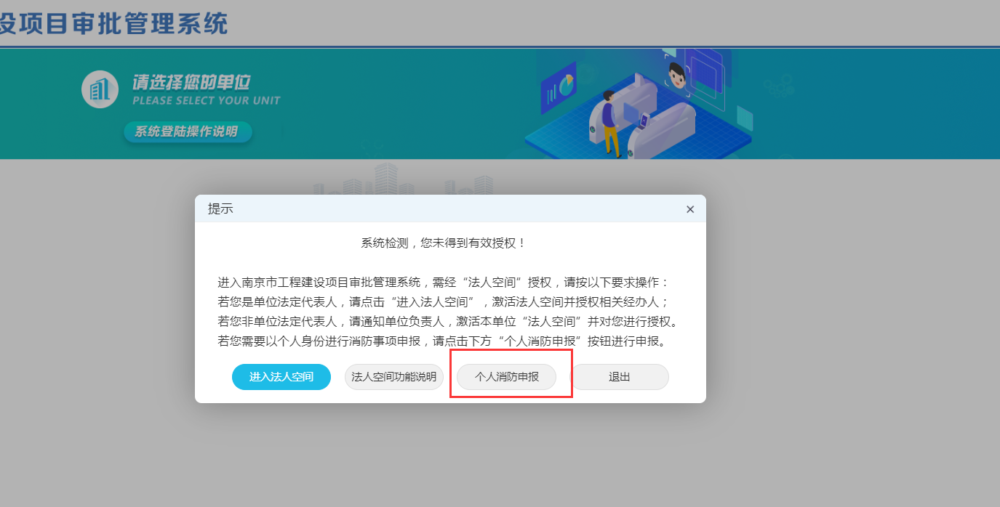 设项目审批管理系统
请选择您的单位
PLEASE SELECT YOUR UNIT
系统登陆操作说明
提示
×
系统检测，您未得到有效授权！
进入南京市工程建设项目审批管理系统，需经“法人空间”授权，请按以下要求操作：
若您是单位法定代表人，请点击“进入法人空间”，激活法人空间并授权相关经办人；
若您非单位法定代表人，请通知单位负责人，激活本单位“法人空间”并对您进行授权。
若您需要以个人身份进行消防事项申报，请点击下方“个人消防申报”按钮进行申报。
进入法人空间 法人空间功能说明 个人消防申报 退出